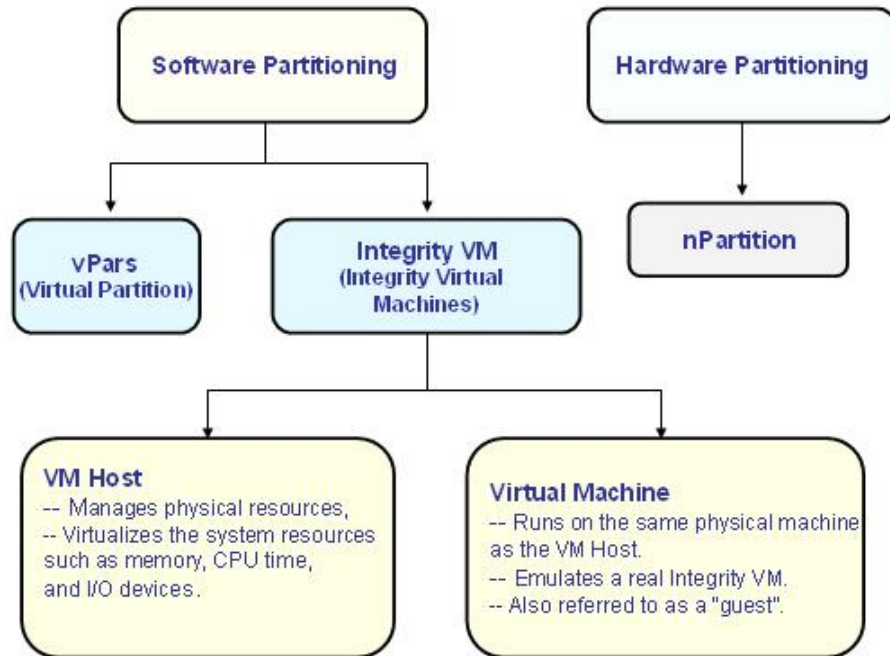 Software Partitioning
Hardware Partitioning
vPars
(Virtual Partition)
Integrity VM
(Integrity Virtual
Machines)
nPartition
VM Host
-- Manages physical resources,
-- Virtualizes the system resources
such as memory, CPU time,
and I/O devices.
Virtual Machine
-- Runs on the same physical machine
as the VM Host.
-- Emulates a real Integrity VM.
-- Also referred to as a "guest".